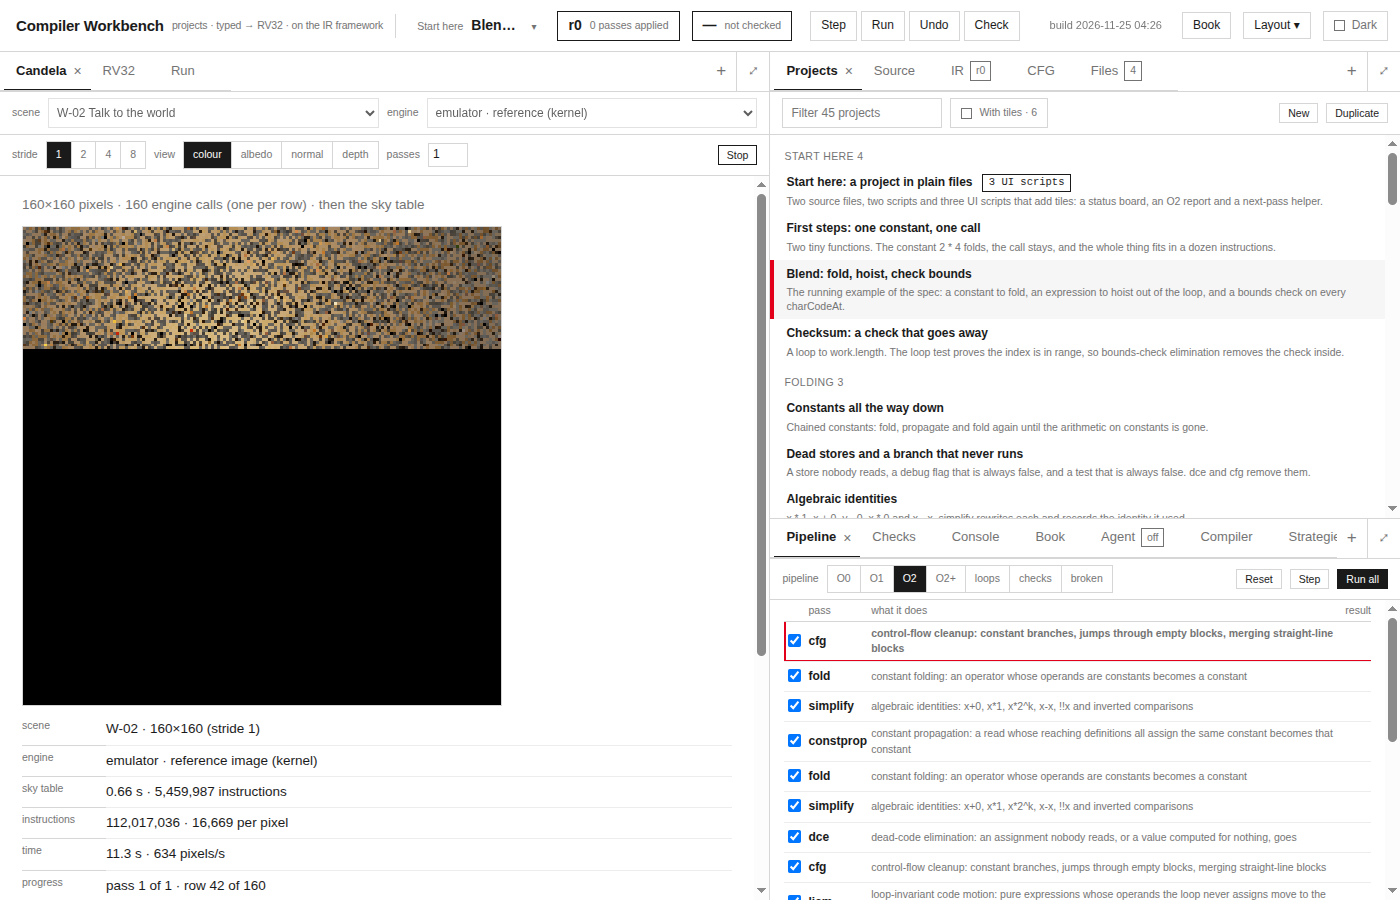 Compiler Workbench projects · typed → RV32 · on the IR framework Start here Blen… ▾ r0 0 passes applied — not checked Step Run Undo Check build 2026-11-25 04:26 Book Layout ▾ Dark
Candela × RV32 Run + ⤢
scene W-02 Talk to the world engine emulator · reference (kernel)
stride 1 2 4 8 view colour albedo normal depth passes 1 Stop
160×160 pixels · 160 engine calls (one per row) · then the sky table
scene W-02 · 160×160 (stride 1)
engine emulator · reference image (kernel)
sky table 0.66 s · 5,459,987 instructions
instructions 112,017,036 · 16,669 per pixel
time 11.3 s · 634 pixels/s
progress pass 1 of 1 · row 42 of 160
Projects × Source IR r0 CFG Files 4 + ⤢
Filter 45 projects With tiles · 6 New Duplicate
START HERE 4
Start here: a project in plain files 3 UI scripts
Two source files, two scripts and three UI scripts that add tiles: a status board, an O2 report and a next-pass helper.
First steps: one constant, one call
Two tiny functions. The constant 2 * 4 folds, the call stays, and the whole thing fits in a dozen instructions.
Blend: fold, hoist, check bounds
The running example of the spec: a constant to fold, an expression to hoist out of the loop, and a bounds check on every
charCodeAt.
Checksum: a check that goes away
A loop to work.length. The loop test proves the index is in range, so bounds-check elimination removes the check inside.
FOLDING 3
Constants all the way down
Chained constants: fold, propagate and fold again until the arithmetic on constants is gone.
Dead stores and a branch that never runs
A store nobody reads, a debug flag that is always false, and a test that is always false. dce and cfg remove them.
Algebraic identities
Pipeline × Checks Console Book Agent off Compiler Strategie + ⤢
pipeline O0 O1 O2 O2+ loops checks broken Reset Step Run all
pass what it does result
cfg control-flow cleanup: constant branches, jumps through empty blocks, merging straight-line
blocks
fold constant folding: an operator whose operands are constants becomes a constant
simplify algebraic identities: x+0, x*1, x*2^k, x-x, !!x and inverted comparisons
constprop constant propagation: a read whose reaching definitions all assign the same constant becomes that
constant
fold constant folding: an operator whose operands are constants becomes a constant
simplify algebraic identities: x+0, x*1, x*2^k, x-x, !!x and inverted comparisons
dce dead-code elimination: an assignment nobody reads, or a value computed for nothing, goes
cfg control-flow cleanup: constant branches, jumps through empty blocks, merging straight-line blocks
loop-invariant code motion: pure expressions whose operands the loop never assigns move to the